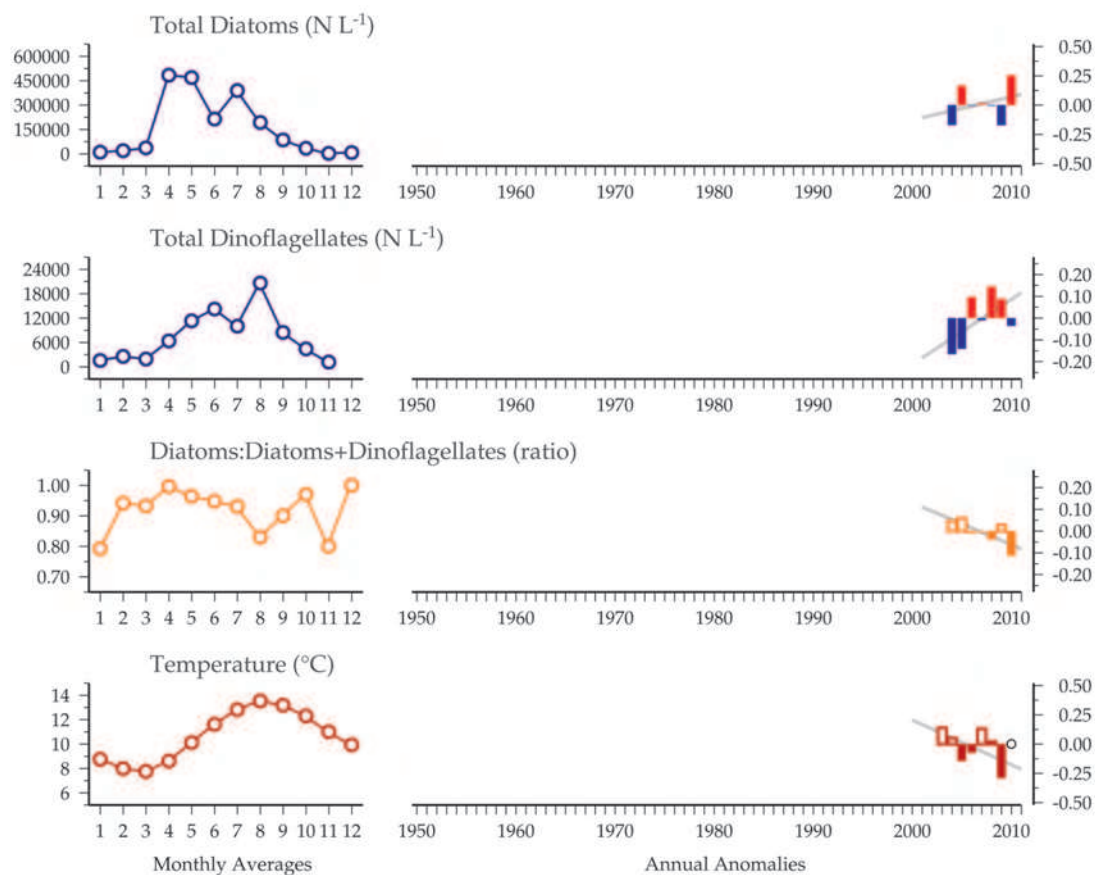 Total Diatoms (N L⁻¹)
600000
450000
300000
150000
0
0.50
0.25
0.00
-0.25
-0.50
1 2 3 4 5 6 7 8 9 10 11 12
1950 1960 1970 1980 1990 2000 2010
Total Dinoflagellates (N L⁻¹)
24000
18000
12000
6000
0
0.20
0.10
0.00
-0.10
-0.20
1 2 3 4 5 6 7 8 9 10 11 12
1950 1960 1970 1980 1990 2000 2010
Diatoms:Diatoms+Dinoflagellates (ratio)
1.00
0.90
0.80
0.70
0.20
0.10
0.00
-0.10
-0.20
1 2 3 4 5 6 7 8 9 10 11 12
1950 1960 1970 1980 1990 2000 2010
Temperature (°C)
14
12
10
8
6
0.50
0.25
0.00
-0.25
-0.50
1 2 3 4 5 6 7 8 9 10 11 12
1950 1960 1970 1980 1990 2000 2010
Monthly Averages
Annual Anomalies